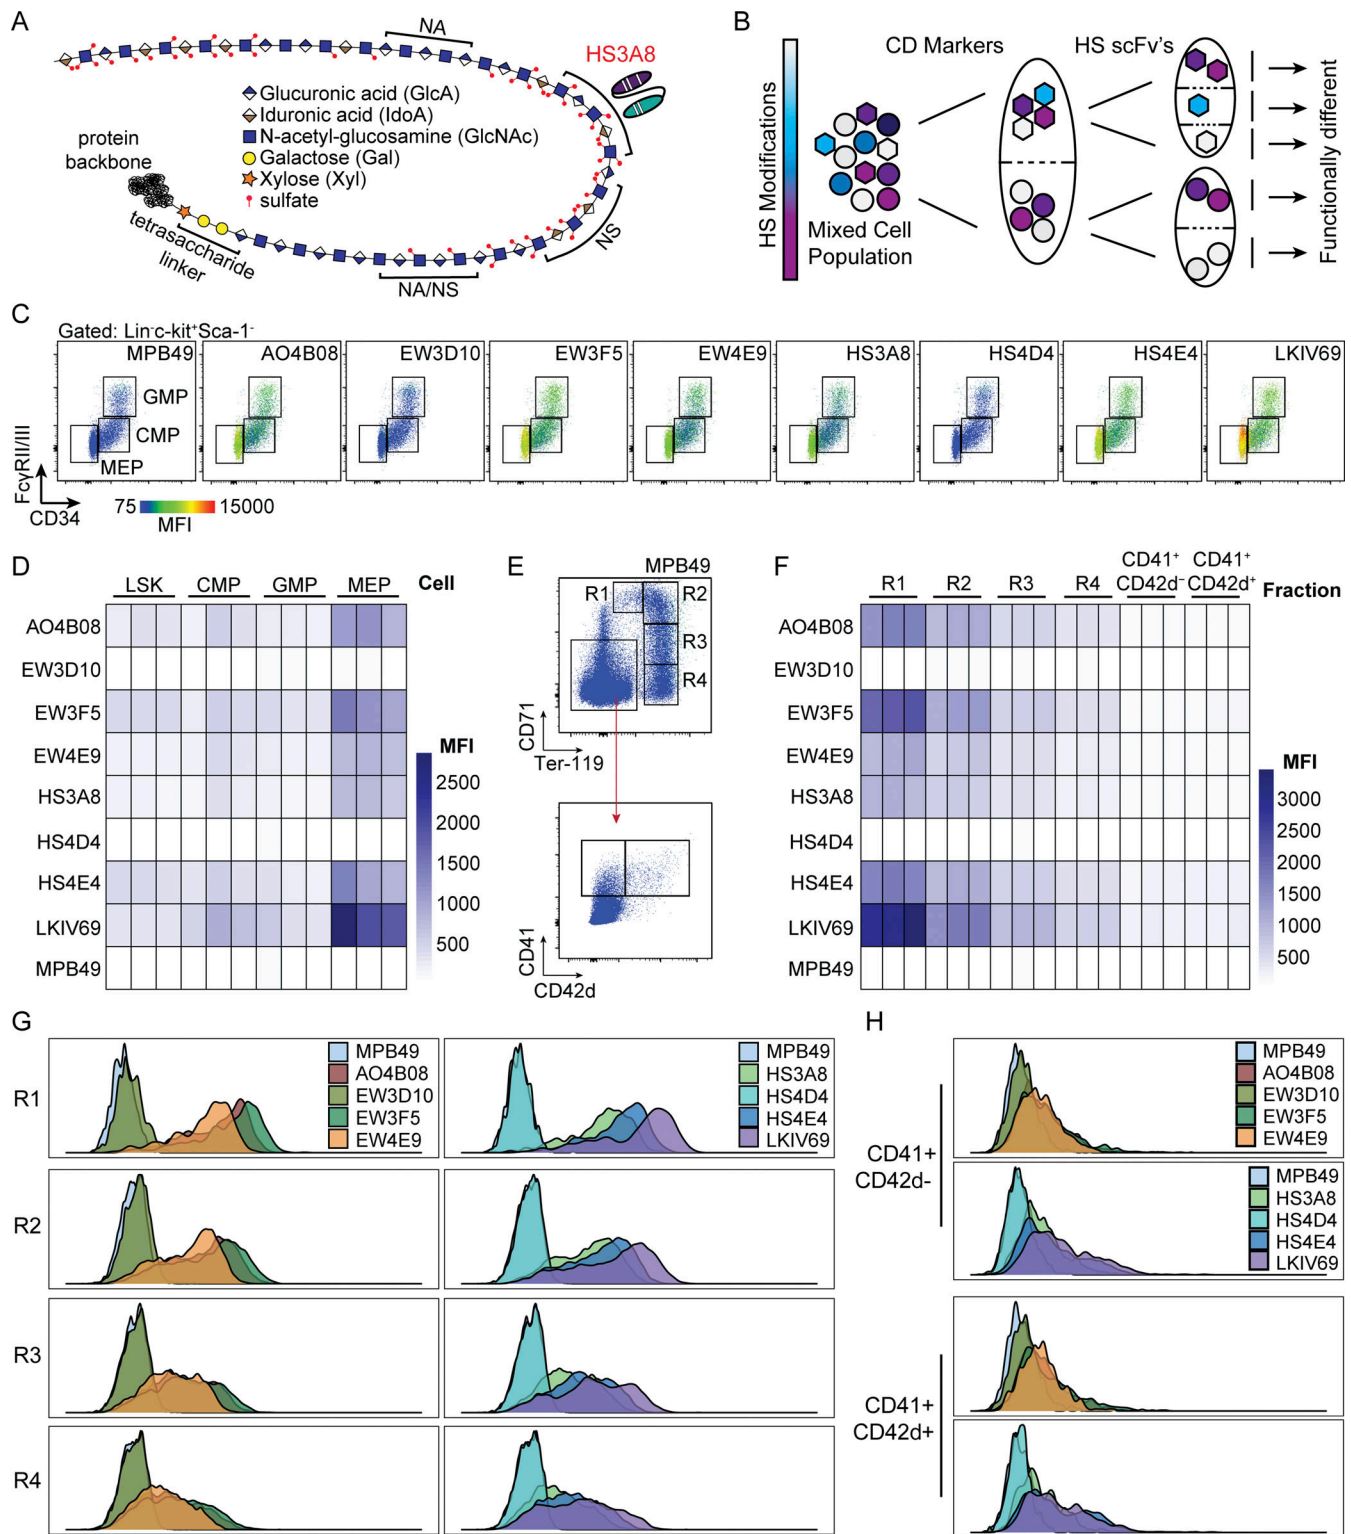 A
NA
HS3A8
Glucuronic acid (GlcA)
Iduronic acid (IdoA)
N-acetyl-glucosamine (GlcNAc)
Galactose (Gal)
Xylose (Xyl)
sulfate
protein
backbone
tetrasaccharide
linker
NA/NS
NS
B
HS Modifications
CD Markers
HS scFv's
Mixed Cell
Population
Functionally different
C
Gated: Lin-c-kit+Sca-1-
MPB49
AO4B08
EW3D10
EW3F5
EW4E9
HS3A8
HS4D4
HS4E4
LKIV69
GMP
CMP
MEP
FcγRII/III
CD34
75
15000
MFI
D
LSK
CMP
GMP
MEP
Cell
AO4B08
EW3D10
EW3F5
EW4E9
HS3A8
HS4D4
HS4E4
LKIV69
MPB49
MFI
2500
2000
1500
1000
500
E
MPB49
R1
R2
R3
R4
CD71
Ter-119
CD41
CD42d
F
R1
R2
R3
R4
CD41+
CD42d-
CD41+
CD42d+
Fraction
AO4B08
EW3D10
EW3F5
EW4E9
HS3A8
HS4D4
HS4E4
LKIV69
MPB49
MFI
3000
2500
2000
1500
1000
500
G
R1
MPB49
AO4B08
EW3D10
EW3F5
EW4E9
MPB49
HS3A8
HS4D4
HS4E4
LKIV69
R2
R3
R4
H
CD41+
CD42d-
MPB49
AO4B08
EW3D10
EW3F5
EW4E9
MPB49
HS3A8
HS4D4
HS4E4
LKIV69
CD41+
CD42d+